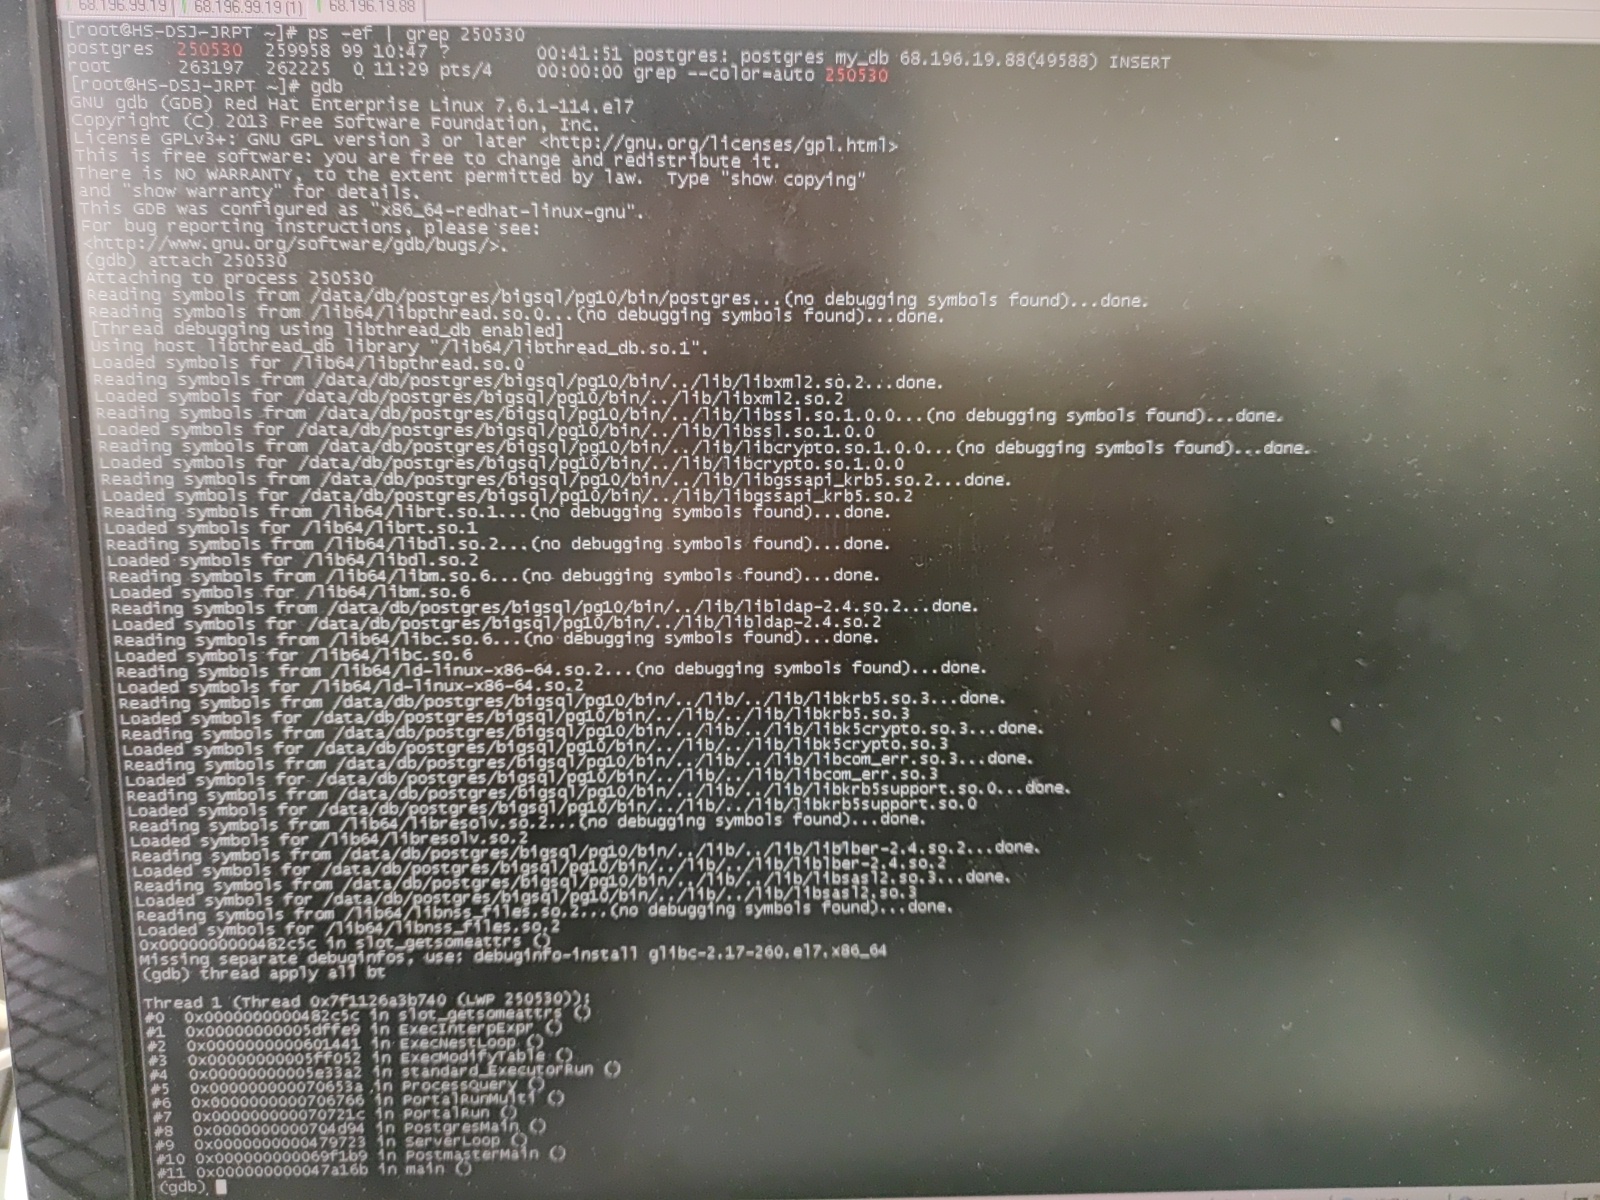 68.196.99.19 68.196.99.19 (1) 68.196.19.88
[root@HS-DSJ-JRPT ~]# ps -ef | grep 250530
postgres 250530 259958 99 10:47 ? 00:41:51 postgres: postgres my_db 68.196.19.88(49588) INSERT
root 263197 262225 0 11:29 pts/4 00:00:00 grep --color=auto 250530
[root@HS-DSJ-JRPT ~]# gdb
GNU gdb (GDB) Red Hat Enterprise Linux 7.6.1-114.el7
Copyright (C) 2013 Free Software Foundation, Inc.
License GPLv3+: GNU GPL version 3 or later <http://gnu.org/licenses/gpl.html>
This is free software: you are free to change and redistribute it.
There is NO WARRANTY, to the extent permitted by law.  Type "show copying"
and "show warranty" for details.
This GDB was configured as "x86_64-redhat-linux-gnu".
For bug reporting instructions, please see:
<http://www.gnu.org/software/gdb/bugs/>.
(gdb) attach 250530
Attaching to process 250530
Reading symbols from /data/db/postgres/bigsql/pg10/bin/postgres...(no debugging symbols found)...done.
Reading symbols from /lib64/libpthread.so.0...(no debugging symbols found)...done.
[Thread debugging using libthread_db enabled]
Using host libthread_db library "/lib64/libthread_db.so.1".
Loaded symbols for /lib64/libpthread.so.0
Reading symbols from /data/db/postgres/bigsql/pg10/bin/../lib/libxml2.so.2...done.
Loaded symbols for /data/db/postgres/bigsql/pg10/bin/../lib/libxml2.so.2
Reading symbols from /data/db/postgres/bigsql/pg10/bin/../lib/libssl.so.1.0.0...(no debugging symbols found)...done.
Loaded symbols for /data/db/postgres/bigsql/pg10/bin/../lib/libssl.so.1.0.0
Reading symbols from /data/db/postgres/bigsql/pg10/bin/../lib/libcrypto.so.1.0.0...(no debugging symbols found)...done.
Loaded symbols for /data/db/postgres/bigsql/pg10/bin/../lib/libcrypto.so.1.0.0
Reading symbols from /data/db/postgres/bigsql/pg10/bin/../lib/libgssapi_krb5.so.2...done.
Loaded symbols for /data/db/postgres/bigsql/pg10/bin/../lib/libgssapi_krb5.so.2
Reading symbols from /lib64/librt.so.1...(no debugging symbols found)...done.
Loaded symbols for /lib64/librt.so.1
Reading symbols from /lib64/libdl.so.2...(no debugging symbols found)...done.
Loaded symbols for /lib64/libdl.so.2
Reading symbols from /lib64/libm.so.6...(no debugging symbols found)...done.
Loaded symbols for /lib64/libm.so.6
Reading symbols from /data/db/postgres/bigsql/pg10/bin/../lib/libldap-2.4.so.2...done.
Loaded symbols for /data/db/postgres/bigsql/pg10/bin/../lib/libldap-2.4.so.2
Reading symbols from /lib64/libc.so.6...(no debugging symbols found)...done.
Loaded symbols for /lib64/libc.so.6
Reading symbols from /lib64/ld-linux-x86-64.so.2...(no debugging symbols found)...done.
Loaded symbols for /lib64/ld-linux-x86-64.so.2
Reading symbols from /data/db/postgres/bigsql/pg10/bin/../lib/../lib/libkrb5.so.3...done.
Loaded symbols for /data/db/postgres/bigsql/pg10/bin/../lib/../lib/libkrb5.so.3
Reading symbols from /data/db/postgres/bigsql/pg10/bin/../lib/../lib/libk5crypto.so.3...done.
Loaded symbols for /data/db/postgres/bigsql/pg10/bin/../lib/../lib/libk5crypto.so.3
Reading symbols from /data/db/postgres/bigsql/pg10/bin/../lib/../lib/libcom_err.so.3...done.
Loaded symbols for /data/db/postgres/bigsql/pg10/bin/../lib/../lib/libcom_err.so.3
Reading symbols from /data/db/postgres/bigsql/pg10/bin/../lib/../lib/libkrb5support.so.0...done.
Loaded symbols for /data/db/postgres/bigsql/pg10/bin/../lib/../lib/libkrb5support.so.0
Reading symbols from /lib64/libresolv.so.2...(no debugging symbols found)...done.
Loaded symbols for /lib64/libresolv.so.2
Reading symbols from /data/db/postgres/bigsql/pg10/bin/../lib/../lib/liblber-2.4.so.2...done.
Loaded symbols for /data/db/postgres/bigsql/pg10/bin/../lib/../lib/liblber-2.4.so.2
Reading symbols from /data/db/postgres/bigsql/pg10/bin/../lib/../lib/libsasl2.so.3...done.
Loaded symbols for /data/db/postgres/bigsql/pg10/bin/../lib/../lib/libsasl2.so.3
Reading symbols from /lib64/libnss_files.so.2...(no debugging symbols found)...done.
Loaded symbols for /lib64/libnss_files.so.2
0x0000000000482c5c in slot_getsomeattrs ()
Missing separate debuginfos, use: debuginfo-install glibc-2.17-260.el7.x86_64
(gdb) thread apply all bt
Thread 1 (Thread 0x7f1126a3b740 (LWP 250530)):
#0 0x0000000000482c5c in slot_getsomeattrs ()
#1 0x00000000005dffe9 in ExecInterpExpr ()
#2 0x0000000000601441 in ExecNestLoop ()
#3 0x00000000005ff052 in ExecModifyTable ()
#4 0x00000000005e33a2 in standard_ExecutorRun ()
#5 0x000000000070653a in ProcessQuery ()
#6 0x0000000000706766 in PortalRunMulti ()
#7 0x000000000070721c in PortalRun ()
#8 0x0000000000704d94 in PostgresMain ()
#9 0x0000000000479723 in ServerLoop ()
#10 0x000000000069f1b9 in PostmasterMain ()
#11 0x000000000047a16b in main ()
(gdb)